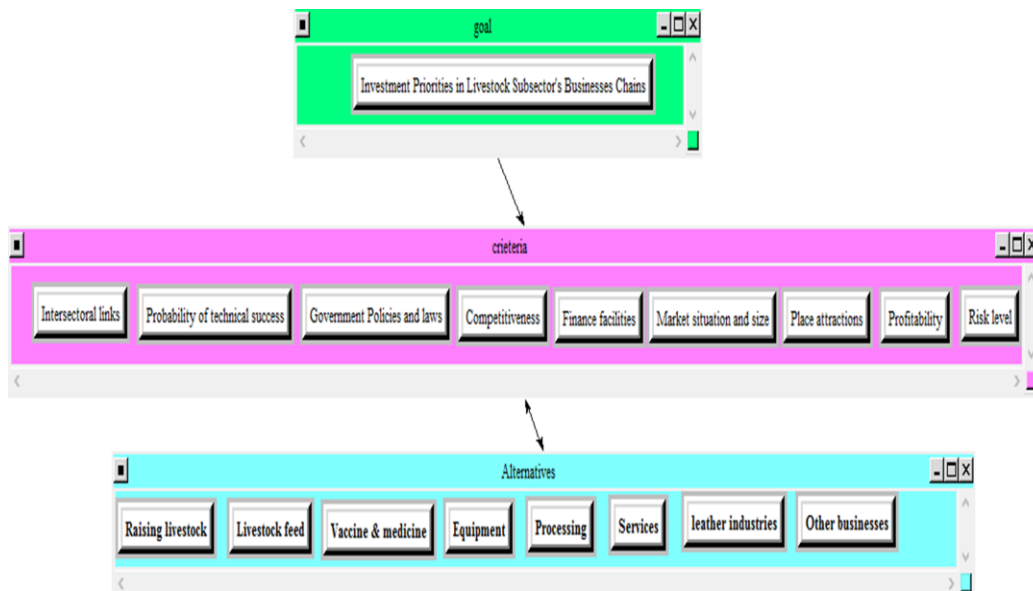 goal
Investment Priorities in Livestock Subsector's Businesses Chains
crieteria
Intersectoral links
Probability of technical success
Government Policies and laws
Competitiveness
Finance facilities
Market situation and size
Place attractions
Profitability
Risk level
Alternatives
Raising livestock
Livestock feed
Vaccine & medicine
Equipment
Processing
Services
leather industries
Other businesses